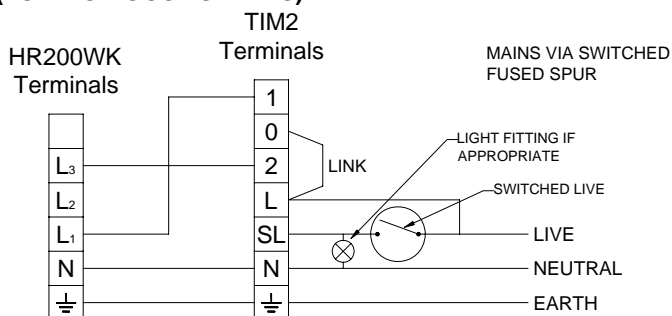 TIM2
Terminals
HR200WK
Terminals
MAINS VIA SWITCHED
FUSED SPUR
1
0
2
L
SL
N
L3
L2
L1
N
LINK
LIGHT FITTING IF
APPROPRIATE
SWITCHED LIVE
LIVE
NEUTRAL
EARTH